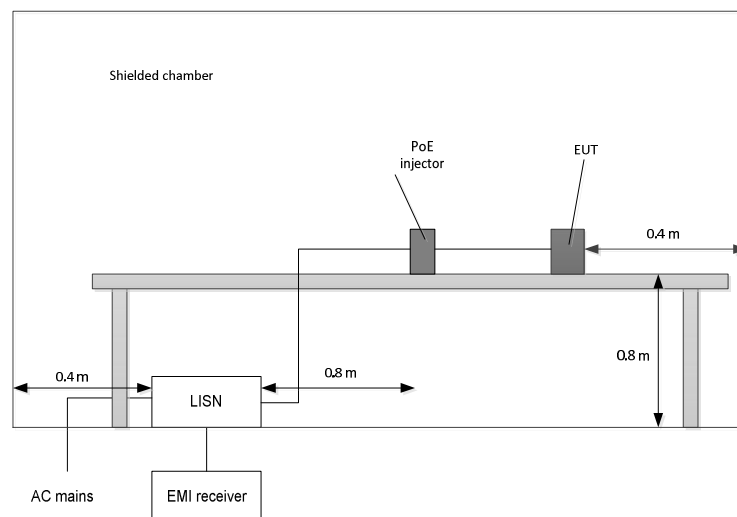 Shielded chamber
PoE
injector
EUT
0.4 m
0.8 m
0.4 m
0.8 m
LISN
AC mains
EMI receiver